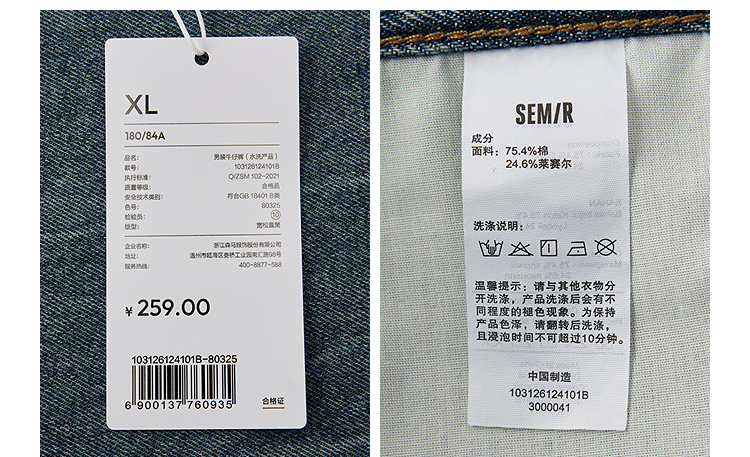 XL
180/84A
品名: 男装牛仔裤（水洗产品）
款号: 103126124101B
执行标准: Q/ZSM 102-2021
质量等级: 合格品
安全技术类别: 符合GB 18401 B类
色号: 80325
检验员: 10
版型: 宽松直筒
企业名称: 浙江森马服饰股份有限公司
地址: 温州市瓯海区娄桥工业园南汇路98号
服务热线: 400-8877-588
¥ 259.00
103126124101B-80325
6 900137 760935
合格证
SEMIR
成分
面料: 75.4%棉
24.6%莱赛尔
洗涤说明:
温馨提示: 请与其他衣物分
开洗涤，产品洗涤后会有不
同程度的褪色现象。为保持
产品色泽，请翻转后洗涤，
且浸泡时间不可超过10分钟。
中国制造
103126124101B
3000041